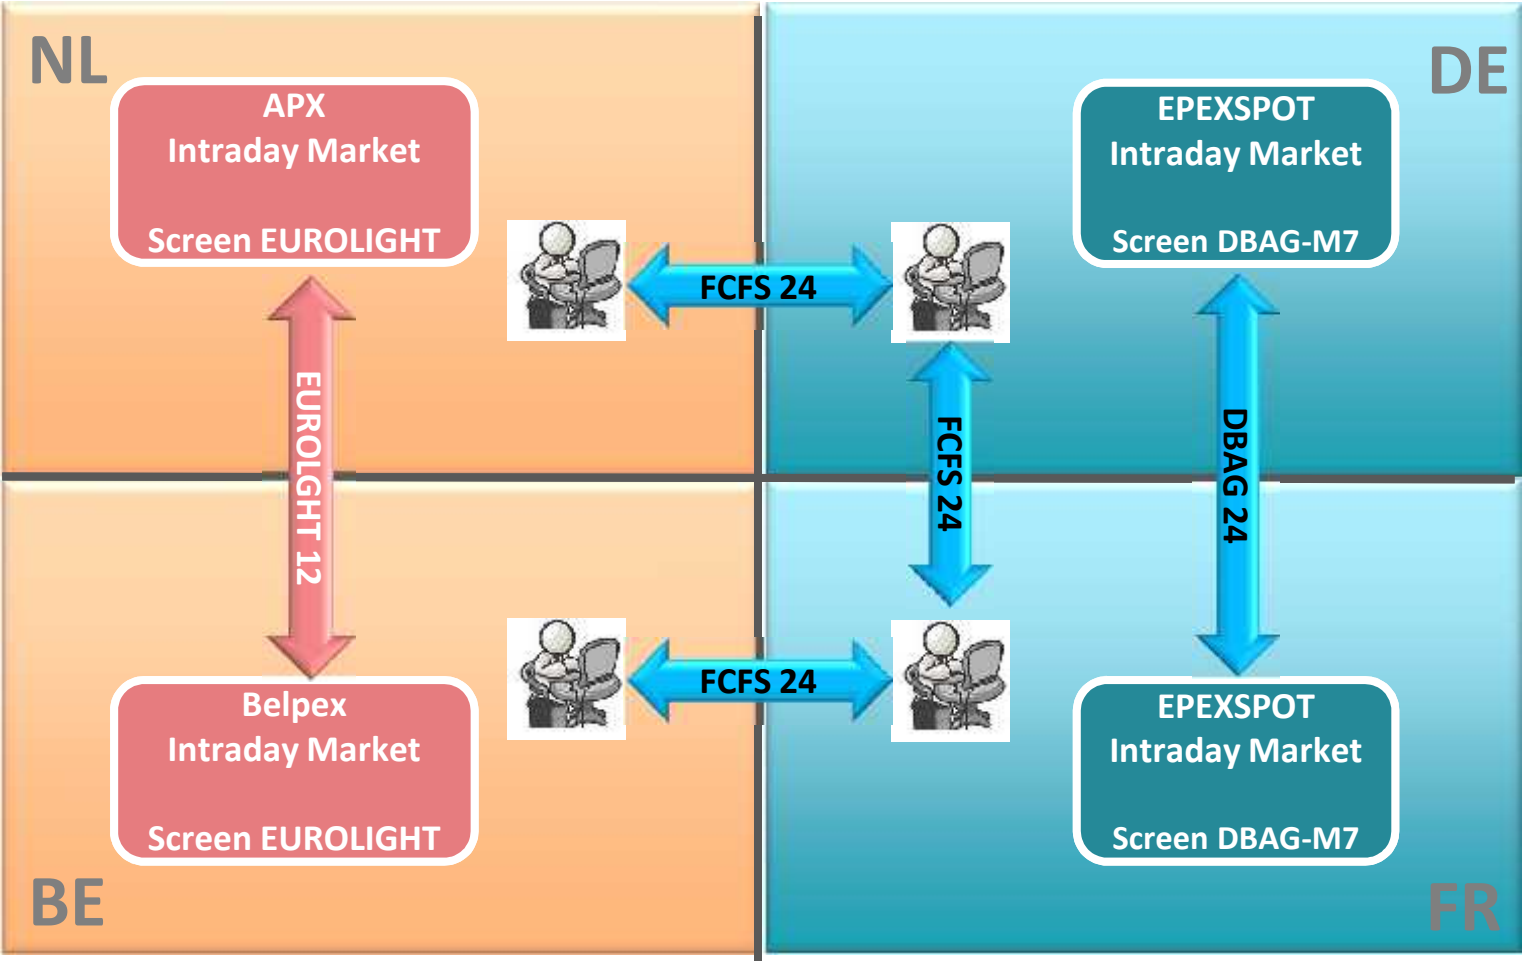 NL
APX
Intraday Market
Screen EUROLIGHT
DE
EPEXSPOT
Intraday Market
Screen DBAG-M7
FCFS 24
EUROLGHT 12
FCFS 24
DBAG 24
FCFS 24
Belpex
Intraday Market
Screen EUROLIGHT
BE
EPEXSPOT
Intraday Market
Screen DBAG-M7
FR